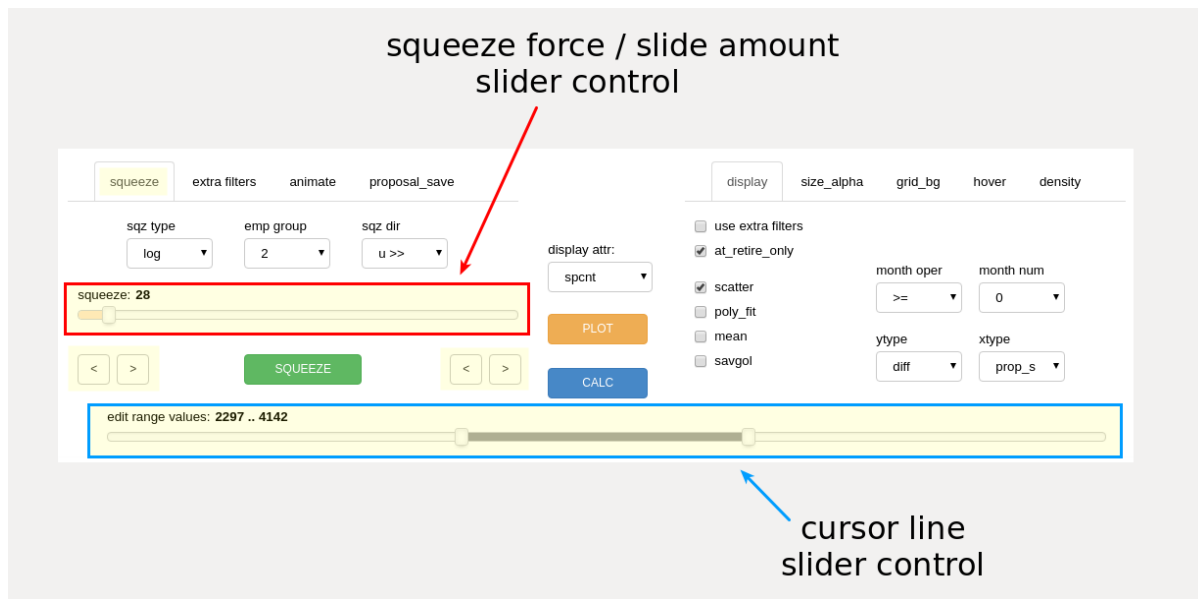 squeeze force / slide amount
slider control
squeeze extra filters animate proposal_save
display size_alpha grid_bg hover density
sqz type emp group sqz dir
log 2 u >>
squeeze: 28
< > SQUEEZE < >
display attr:
spcnt
PLOT
CALC
use extra filters
at_retire_only
scatter
poly_fit
mean
savgol
month oper month num
>= 0
ytype xtype
diff prop_s
edit range values: 2297 .. 4142
cursor line
slider control